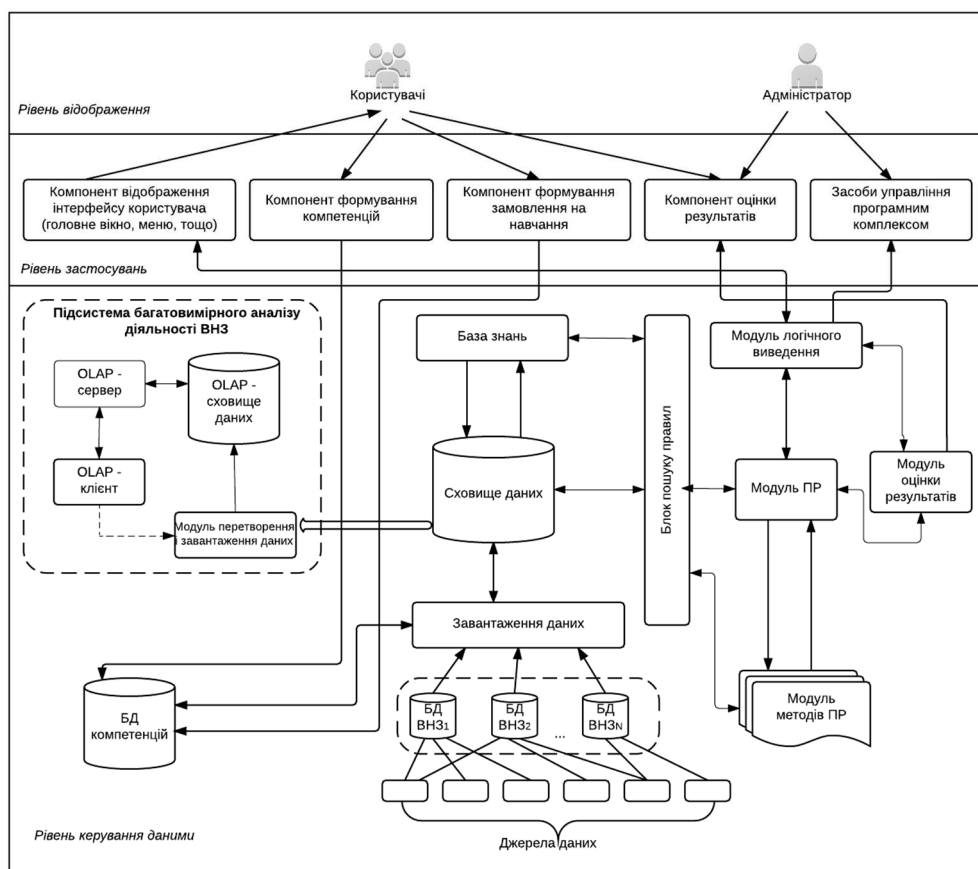 Користувачі
Адміністратор
Рівень відображення
Компонент відображення
інтерфейсу користувача
(головне вікно, меню, тощо)
Компонент формування
компетенцій
Компонент формування
замовлення на
навчання
Компонент оцінки
результатів
Засоби управління
програмним
комплексом
Рівень застосувань
Підсистема багатовимірного аналізу
діяльності ВНЗ
OLAP -
сервер
OLAP -
сховище
даних
OLAP -
клієнт
Модуль перетворення
і завантаження даних
База знань
Сховище даних
Блок пошуку правил
Модуль логічного
виведення
Модуль ПР
Модуль
оцінки
результатів
Завантаження даних
БД
компетенцій
БД
ВНЗ1
БД
ВНЗ2
...
БД
ВНЗN
Модуль
методів ПР
Джерела даних
Рівень керування даними